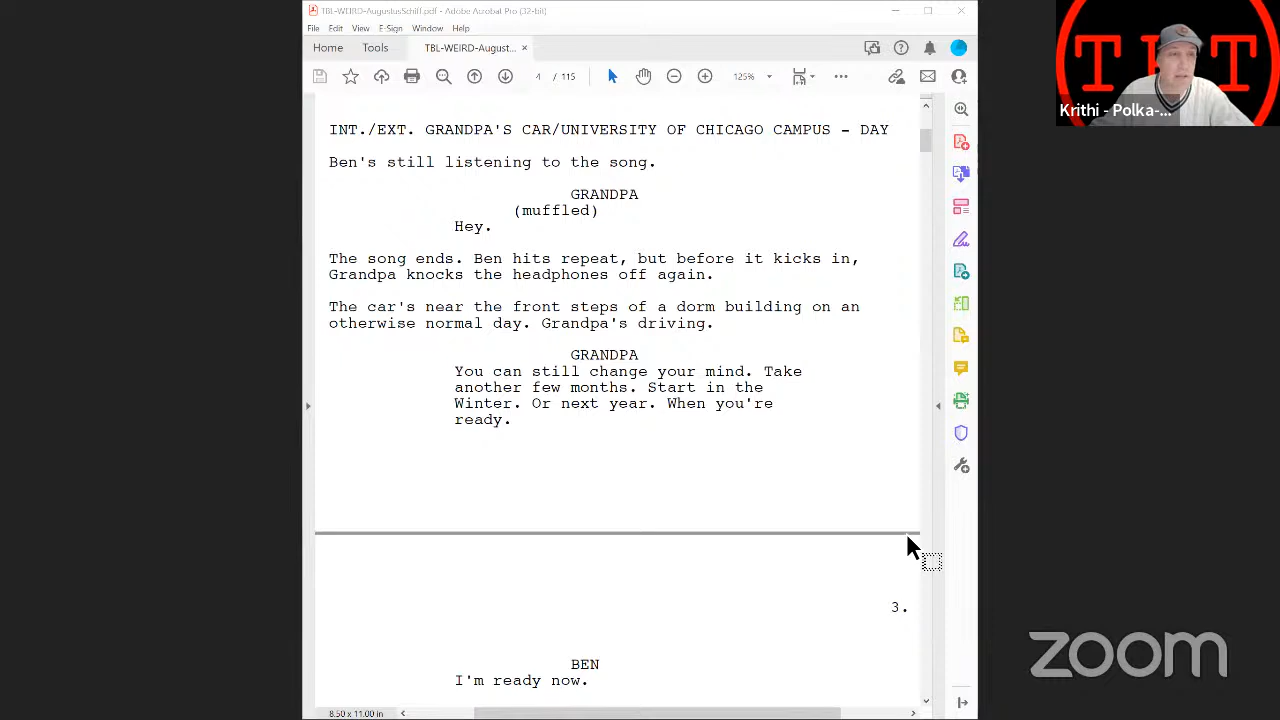 TBL-WEIRD-AugustusSchiff.pdf - Adobe Acrobat Pro (32-bit)
File Edit View E-Sign Window Help
Home Tools TBL-WEIRD-August... ×
4 / 115 125%
INT./EXT. GRANDPA'S CAR/UNIVERSITY OF CHICAGO CAMPUS - DAY
Ben's still listening to the song.
GRANDPA
(muffled)
Hey.
The song ends. Ben hits repeat, but before it kicks in,
Grandpa knocks the headphones off again.
The car's near the front steps of a dorm building on an
otherwise normal day. Grandpa's driving.
GRANDPA
You can still change your mind. Take
another few months. Start in the
Winter. Or next year. When you're
ready.
3.
BEN
I'm ready now.
8.50 x 11.00 in
Krithi - Polka-...
zoom